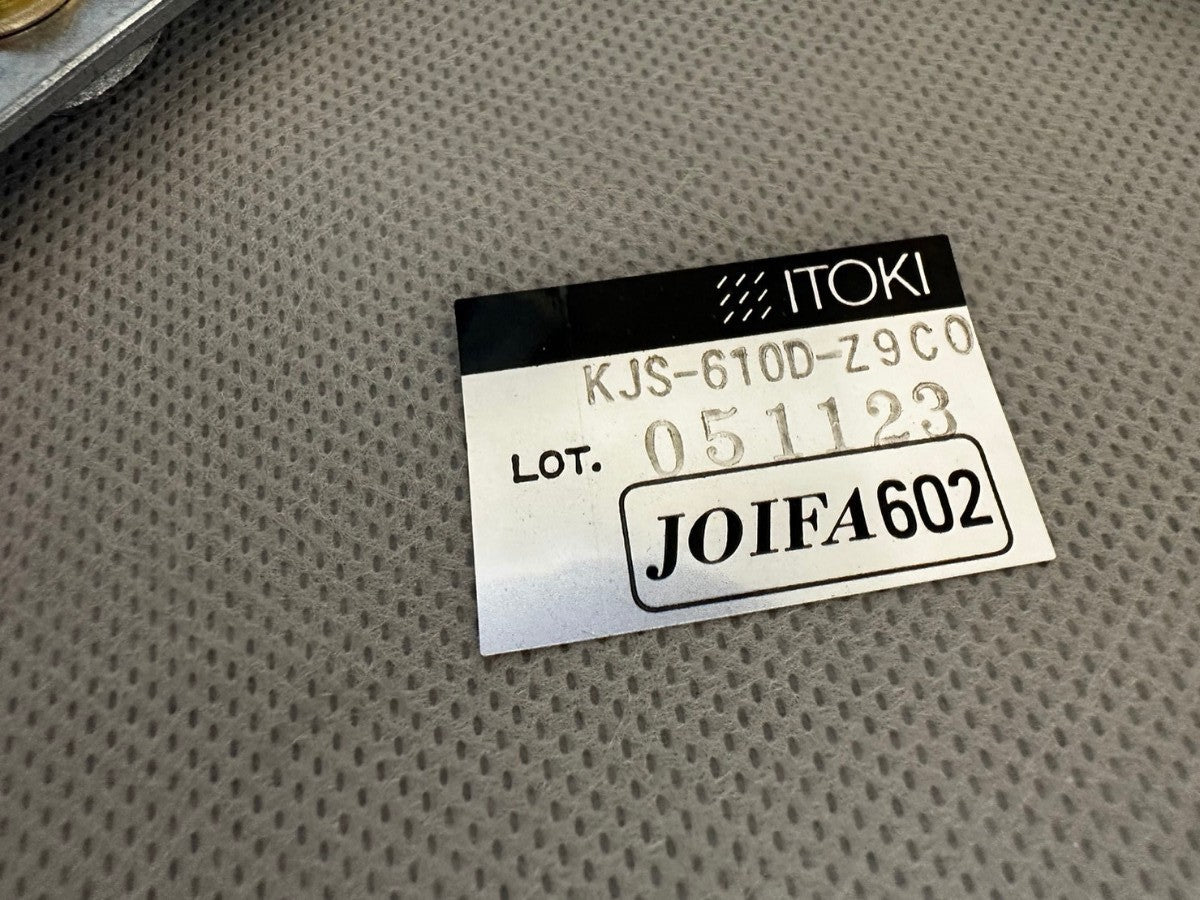 ITOKI
KJS-610D-Z9C0
LOT. 051123
JOIFA602